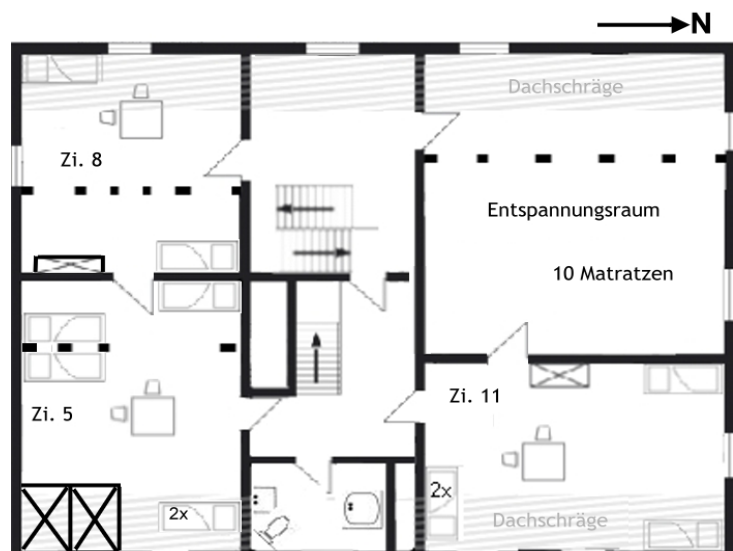 N
Dachschräge
Zi. 8
Entspannungsraum
10 Matratzen
Zi. 5
Zi. 11
2x
2x
Dachschräge